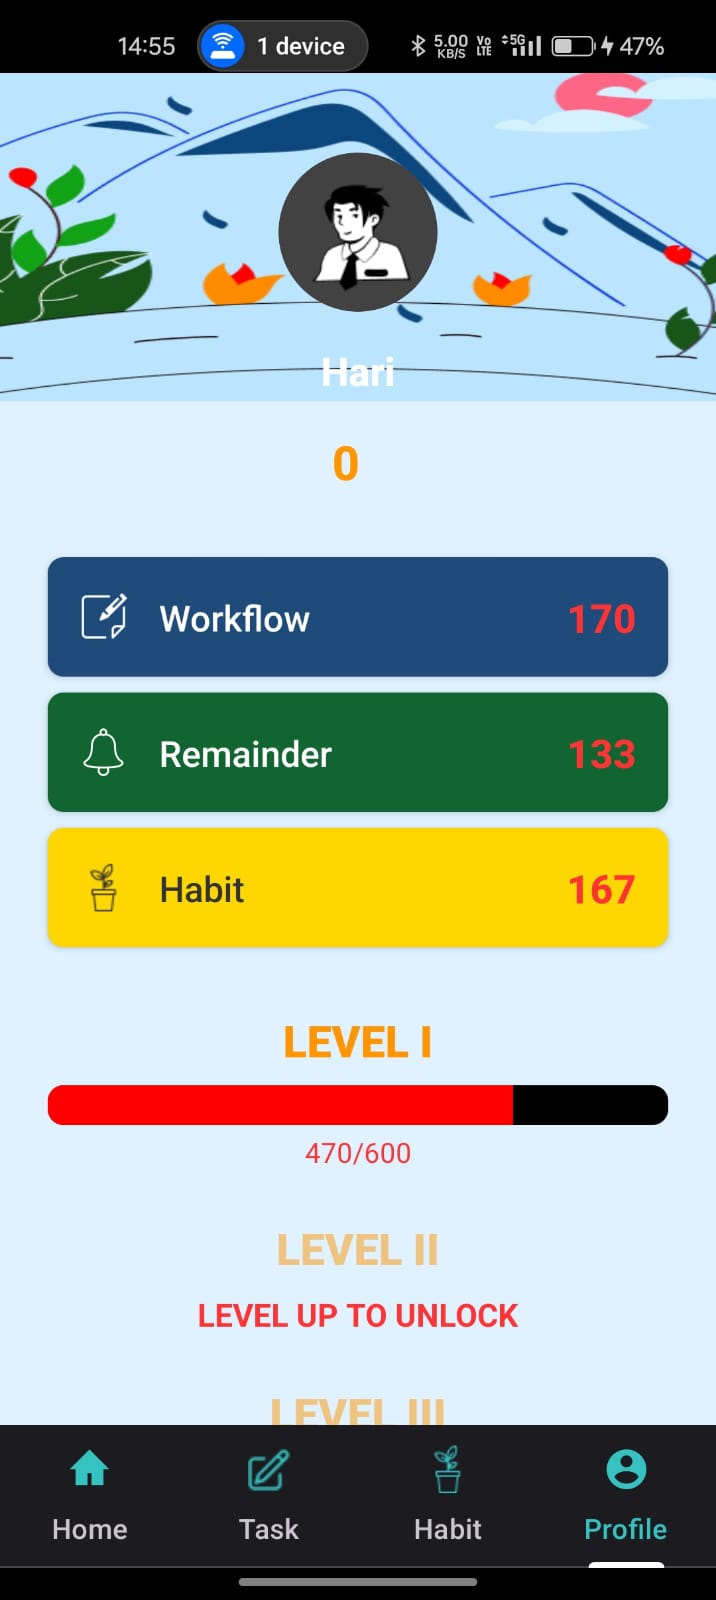 14:55 1 device 5.00 KB/S Vo LTE 5G 47%
Hari
0
Workflow 170
Remainder 133
Habit 167
LEVEL I
470/600
LEVEL II
LEVEL UP TO UNLOCK
LEVEL III
Home Task Habit Profile